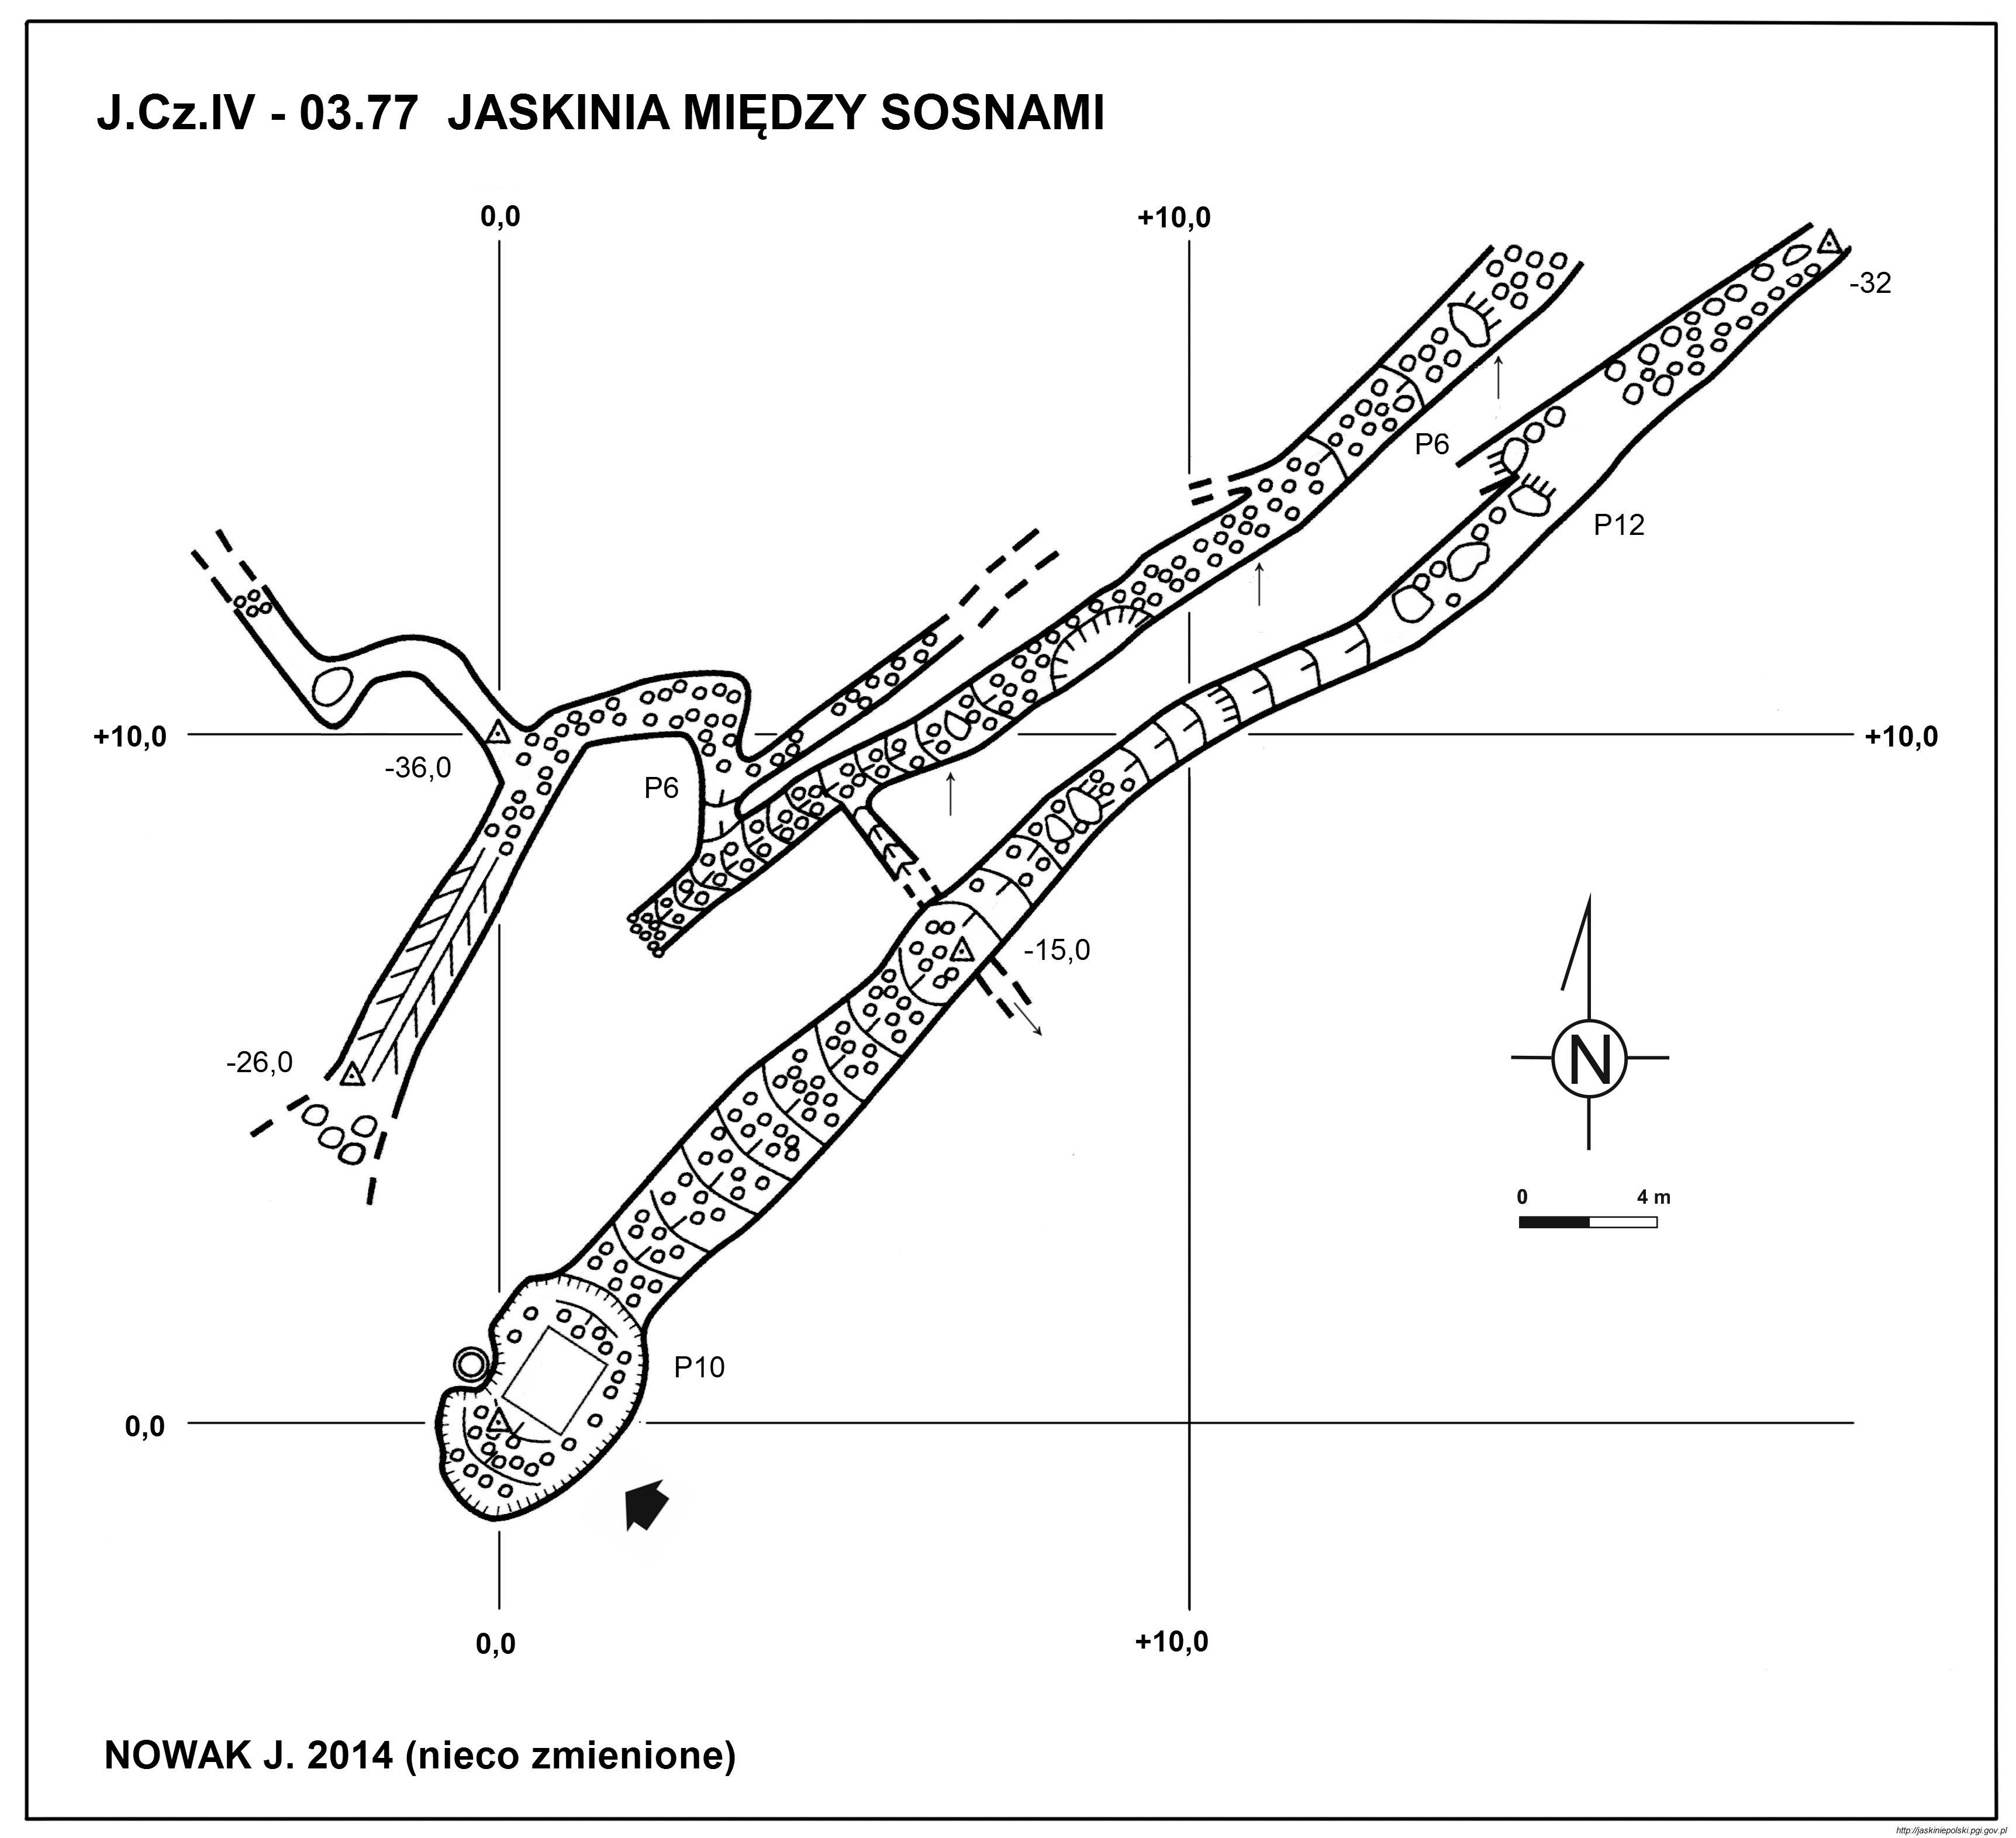 J.Cz.IV - 03.77 JASKINIA MIĘDZY SOSNAMI
0,0
+10,0
-32
P6
P12
+10,0
-36,0
P6
+10,0
-15,0
-26,0
N
0 4 m
P10
0,0
0,0
+10,0
NOWAK J. 2014 (nieco zmienione)
http://jaskiniepolski.pgi.gov.pl